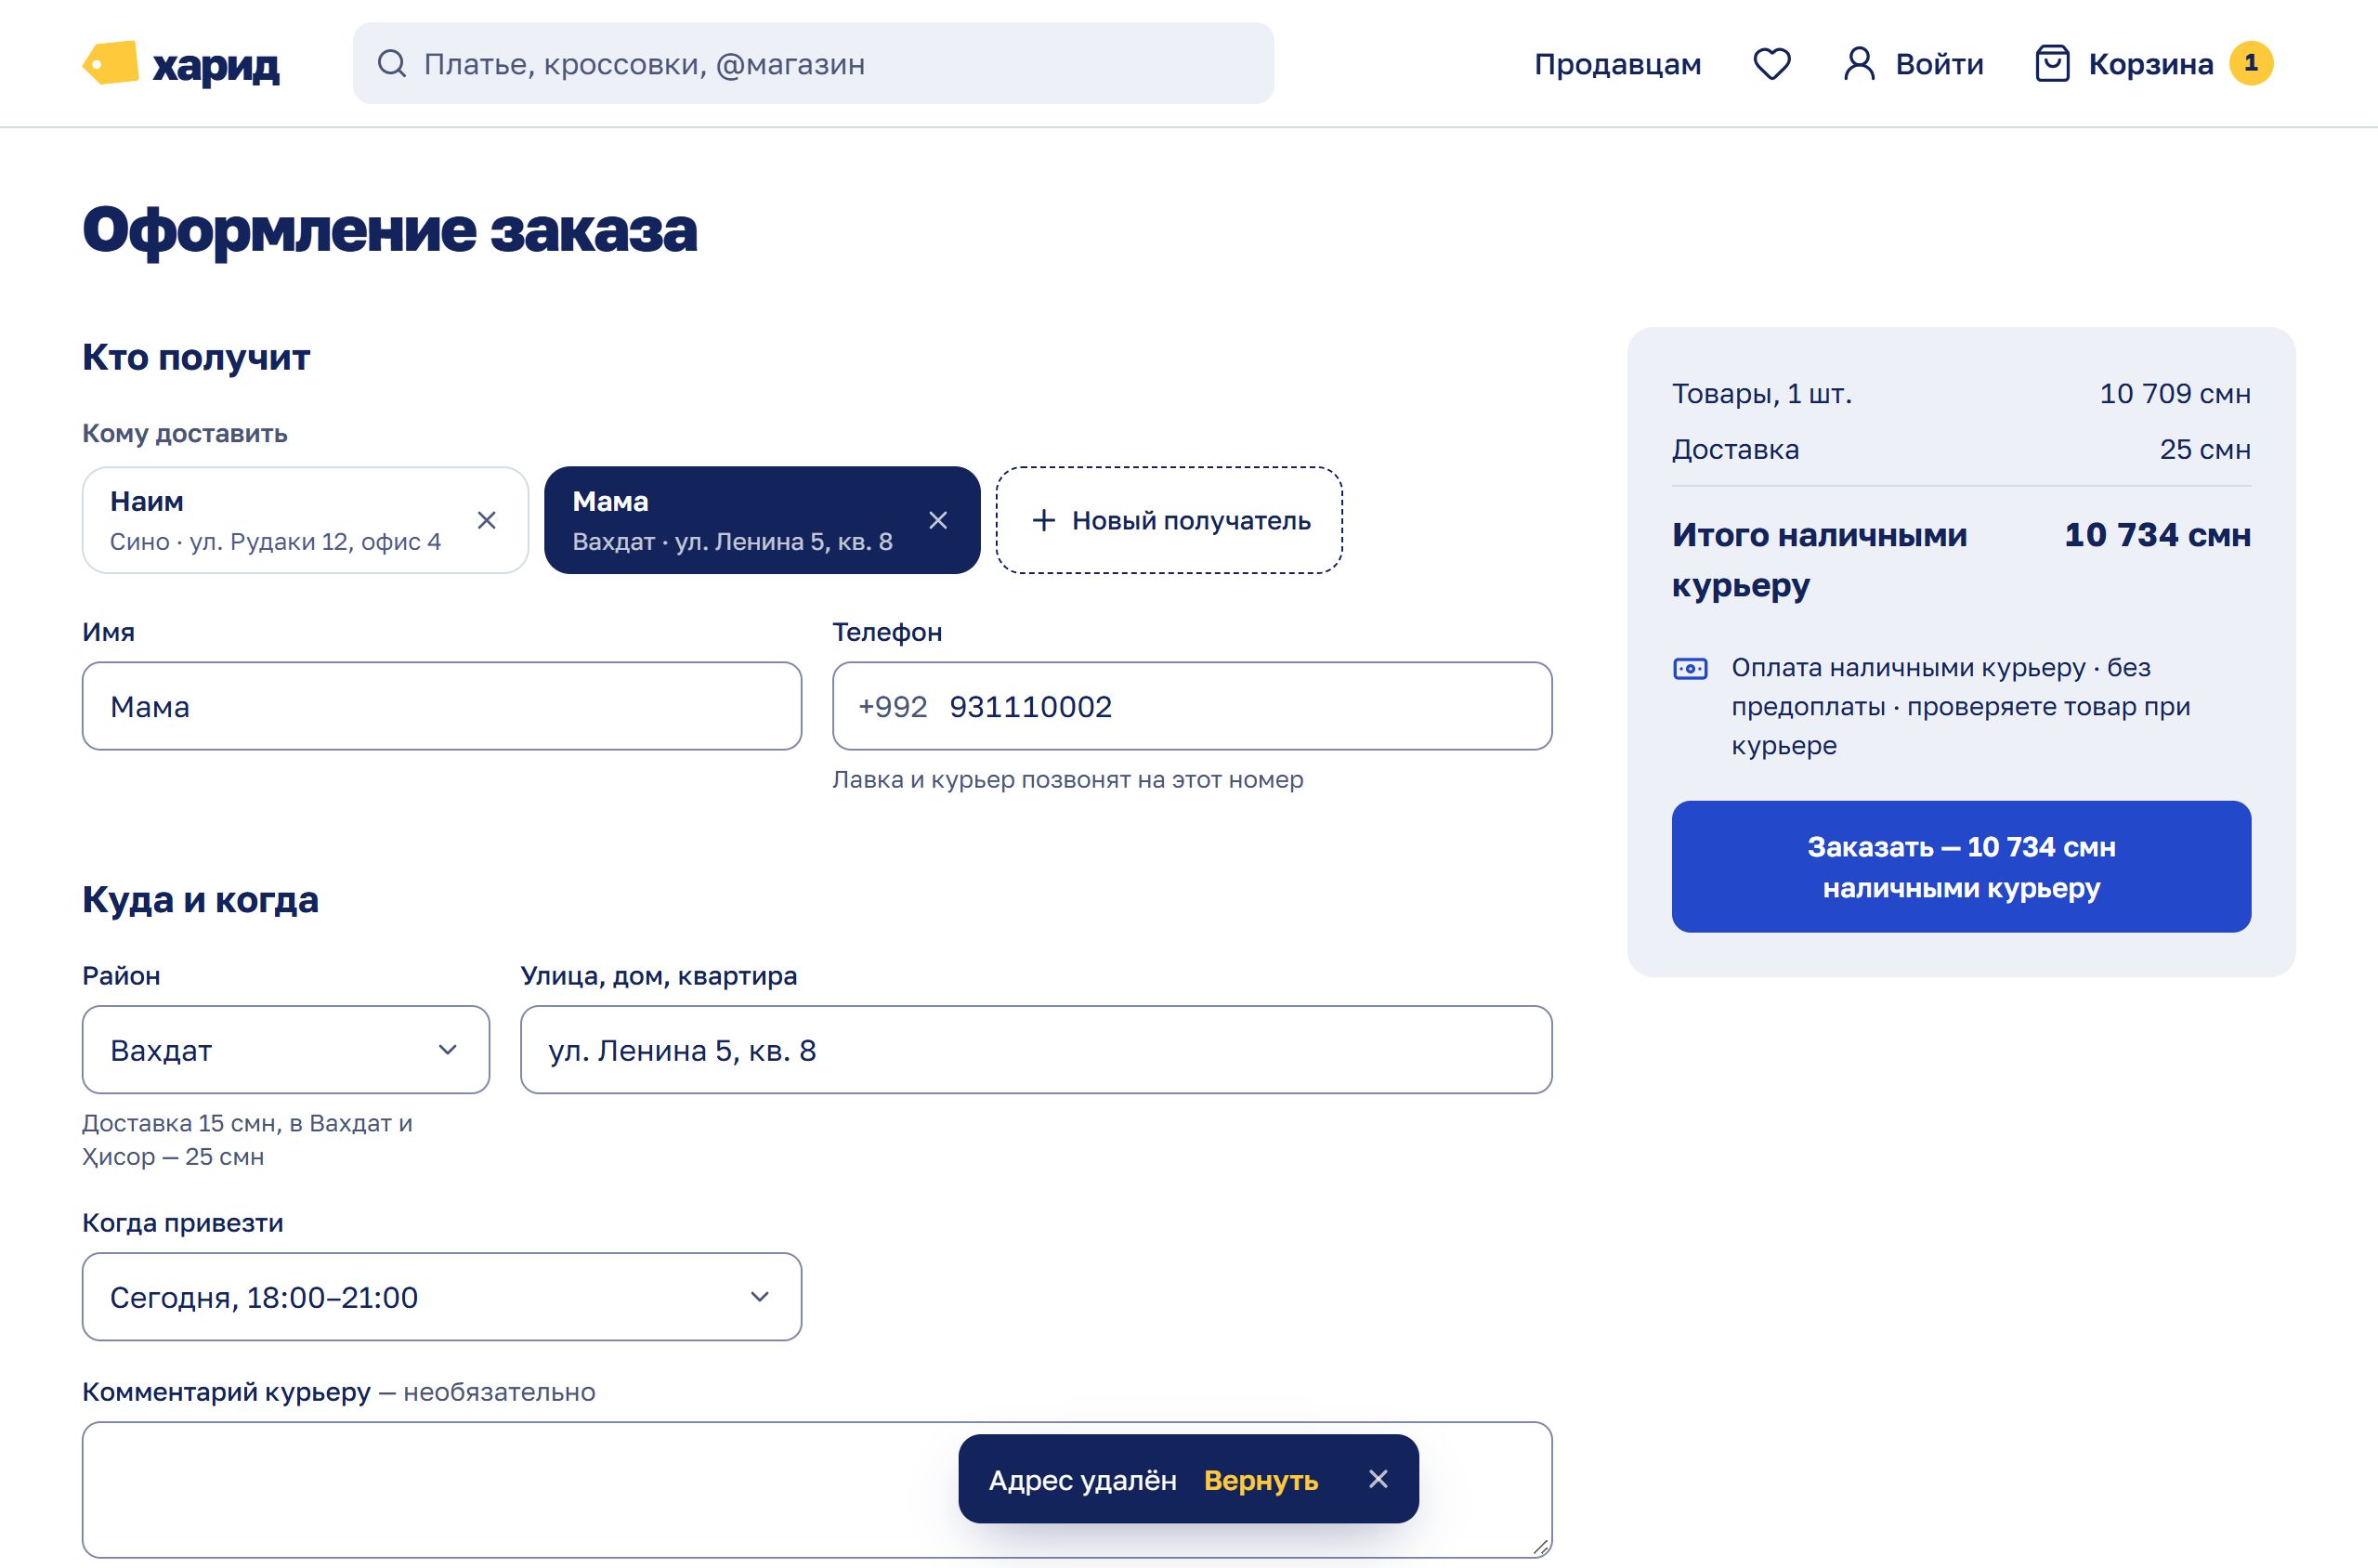 харид
Платье, кроссовки, @магазин
Продавцам
Войти
Корзина 1
Оформление заказа
Кто получит
Кому доставить
Наим
Сино · ул. Рудаки 12, офис 4
Мама
Вахдат · ул. Ленина 5, кв. 8
Новый получатель
Имя
Мама
Телефон
+992 931110002
Лавка и курьер позвонят на этот номер
Куда и когда
Район
Вахдат
Доставка 15 смн, в Вахдат и
Ҳисор — 25 смн
Улица, дом, квартира
ул. Ленина 5, кв. 8
Когда привезти
Сегодня, 18:00–21:00
Комментарий курьеру — необязательно
Товары, 1 шт. 10 709 смн
Доставка 25 смн
Итого наличными 10 734 смн
курьеру
Оплата наличными курьеру · без
предоплаты · проверяете товар при
курьере
Заказать — 10 734 смн
наличными курьеру
Адрес удалён Вернуть